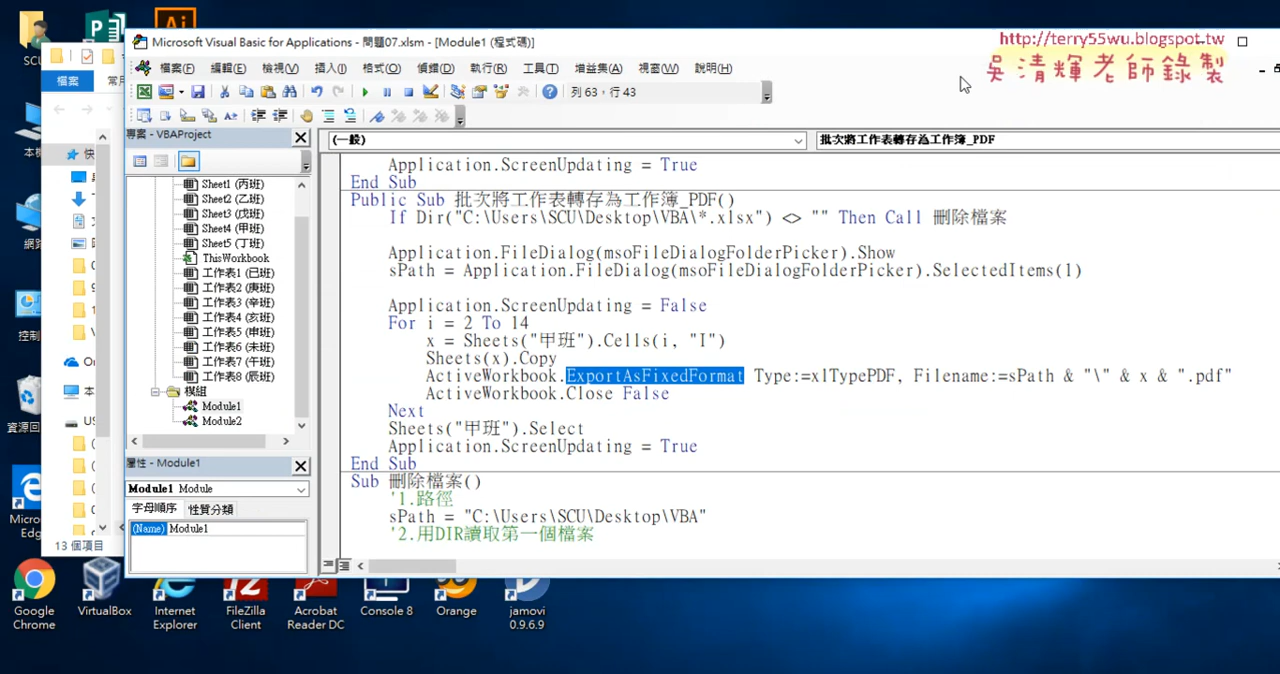 http://terry55wu.blogspot.tw
吳清輝老師錄製
Microsoft Visual Basic for Applications - 問題07.xlsm - [Module1 (程式碼)]
檔案(F) 編輯(E) 檢視(V) 插入(I) 格式(O) 偵錯(D) 執行(R) 工具(T) 增益集(A) 視窗(W) 說明(H)
列 63，行 43
檔案
專案 - VBAProject
(一般)
批次將工作表轉存為工作簿_PDF
Sheet1 (丙班)
Sheet2 (乙班)
Sheet3 (戊班)
Sheet4 (甲班)
Sheet5 (丁班)
ThisWorkbook
工作表1 (己班)
工作表2 (庚班)
工作表3 (辛班)
工作表4 (亥班)
工作表5 (申班)
工作表6 (未班)
工作表7 (午班)
工作表8 (辰班)
模組
Module1
Module2
屬性 - Module1
Module1 Module
字母順序 性質分類
(Name) Module1
Application.ScreenUpdating = True
End Sub
Public Sub 批次將工作表轉存為工作簿_PDF()
If Dir("C:\Users\SCU\Desktop\VBA\*.xlsx") <> "" Then Call 刪除檔案
Application.FileDialog(msoFileDialogFolderPicker).Show
sPath = Application.FileDialog(msoFileDialogFolderPicker).SelectedItems(1)
Application.ScreenUpdating = False
For i = 2 To 14
x = Sheets("甲班").Cells(i, "I")
Sheets(x).Copy
ActiveWorkbook.ExportAsFixedFormat Type:=xlTypePDF, Filename:=sPath & "\" & x & ".pdf"
ActiveWorkbook.Close False
Next
Sheets("甲班").Select
Application.ScreenUpdating = True
End Sub
Sub 刪除檔案()
'1.路徑
sPath = "C:\Users\SCU\Desktop\VBA"
'2.用DIR讀取第一個檔案
13 個項目
Google Chrome
VirtualBox
Internet Explorer
FileZilla Client
Acrobat Reader DC
Console 8
Orange
jamovi 0.9.6.9